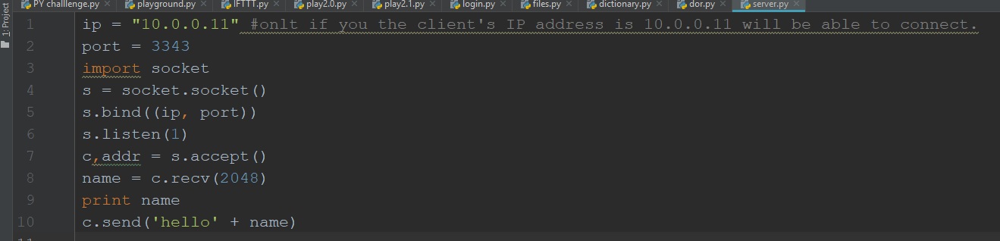 PY challlenge.py playground.py IFTTT.py play2.0.py play2.1.py login.py files.py dictionary.py dor.py server.py
1: Project
1 ip = "10.0.0.11" #onlt if you the client's IP address is 10.0.0.11 will be able to connect.
2 port = 3343
3 import socket
4 s = socket.socket()
5 s.bind((ip, port))
6 s.listen(1)
7 c,addr = s.accept()
8 name = c.recv(2048)
9 print name
10 c.send('hello' + name)